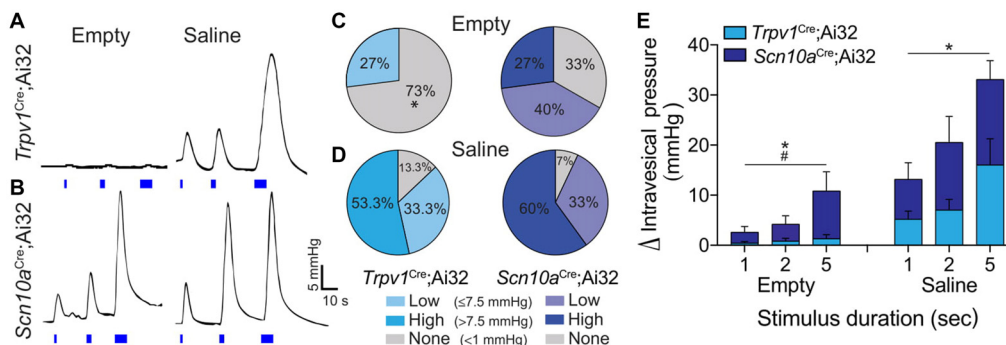 A
Empty
Saline
Trpv1Cre;Ai32
B
Scn10aCre;Ai32
5 mmHg
10 s
C
Empty
27%
73%
*
27%
33%
40%
D
Saline
13.3%
53.3%
33.3%
7%
60%
33%
Trpv1Cre;Ai32 Scn10aCre;Ai32
Low (≤7.5 mmHg) Low
High (>7.5 mmHg) High
None (<1 mmHg) None
E
Trpv1Cre;Ai32
Scn10aCre;Ai32
Δ Intravesical pressure
(mmHg)
40
30
20
10
0
*
#
*
1 2 5 1 2 5
Empty Saline
Stimulus duration (sec)